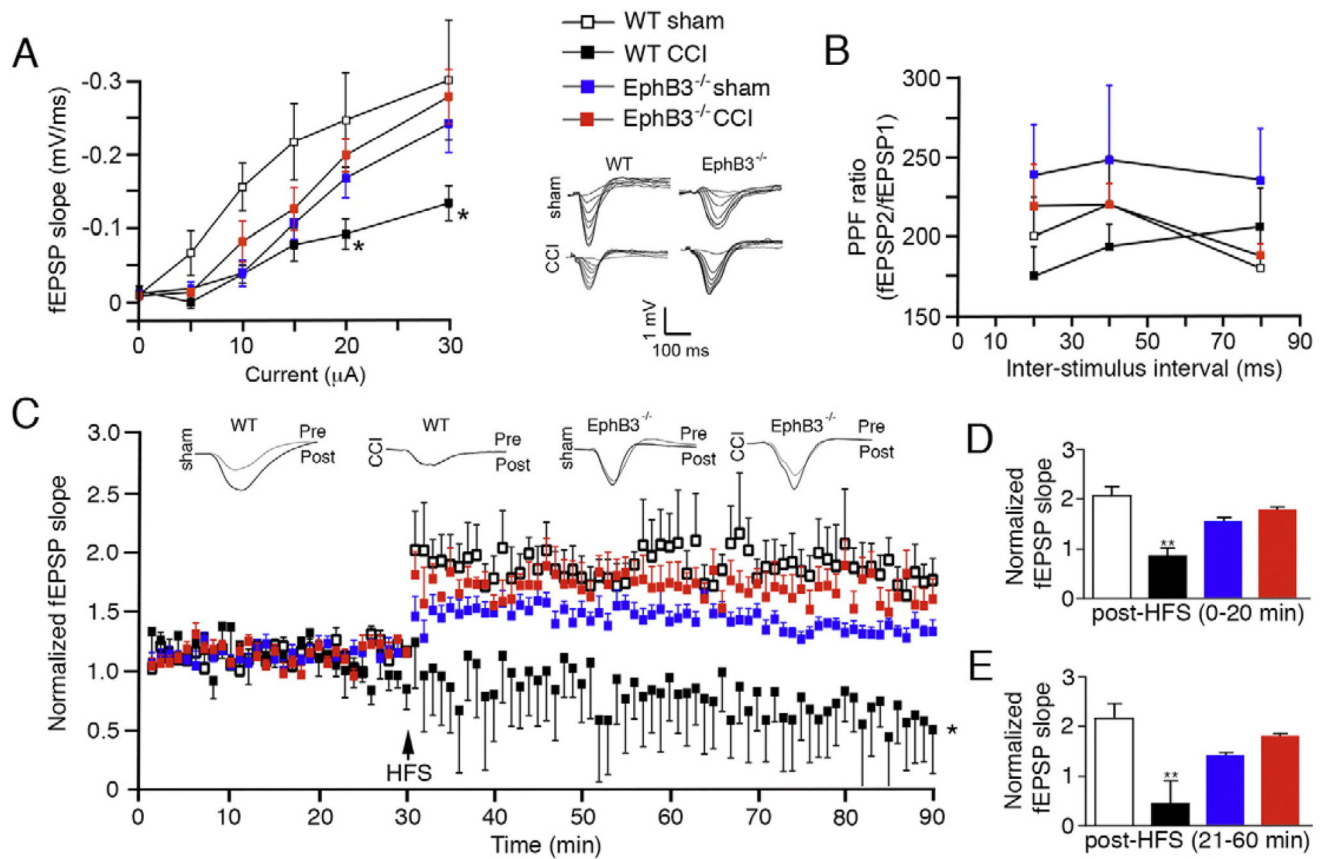 A
fEPSP slope (mV/ms)
-0.3
-0.2
-0.1
0
0
10
20
30
Current (μA)
*
*
WT sham
WT CCI
EphB3-/- sham
EphB3-/- CCI
WT
EphB3-/-
sham
CCI
1 mV
100 ms
B
PPF ratio
(fEPSP2/fEPSP1)
300
250
200
150
0
10
30
50
70
90
Inter-stimulus interval (ms)
C
Normalized fEPSP slope
3.0
2.5
2.0
1.5
1.0
0.5
0
sham
WT
Pre
Post
CCI
WT
Pre
Post
sham
EphB3-/-
Pre
Post
CCI
EphB3-/-
Pre
Post
HFS
*
0
10
20
30
40
50
60
70
80
90
Time (min)
D
Normalized
fEPSP slope
3
2
1
0
**
post-HFS (0-20 min)
E
Normalized
fEPSP slope
3
2
1
0
**
post-HFS (21-60 min)